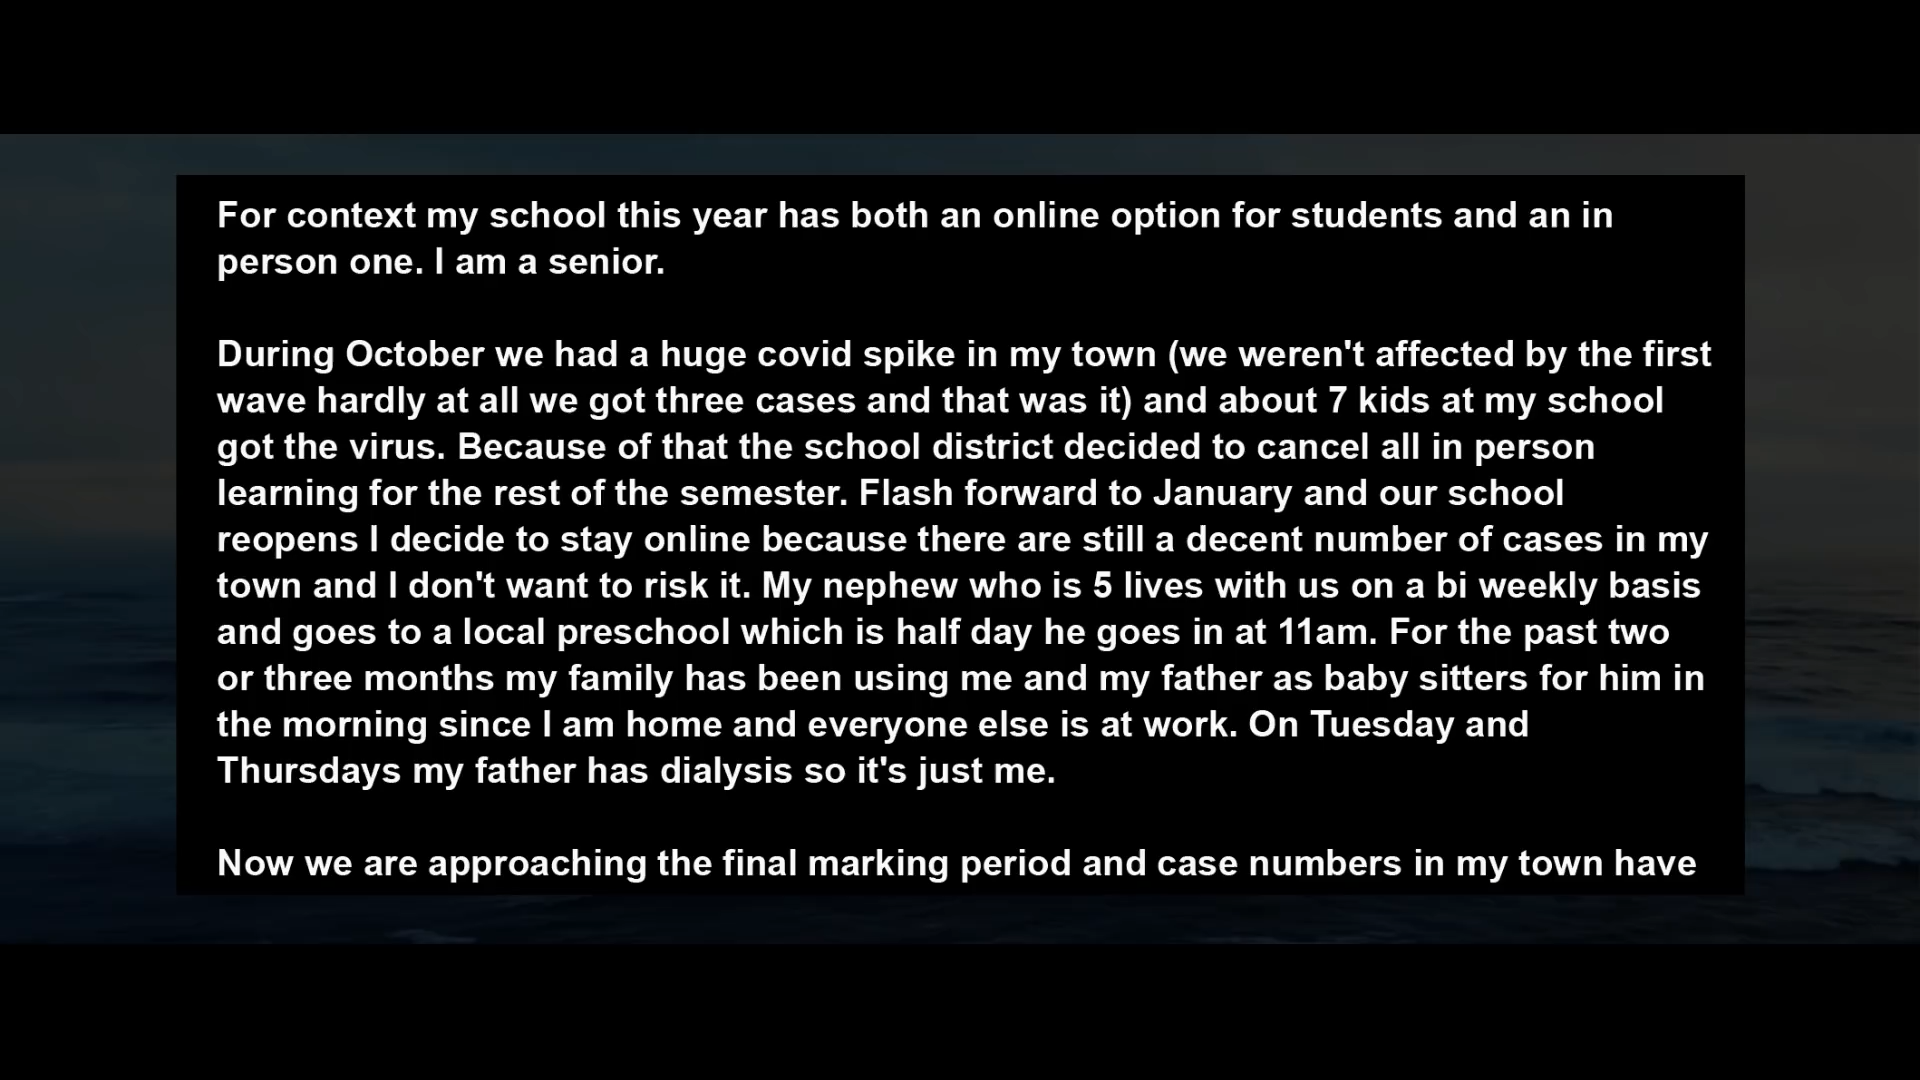 For context my school this year has both an online option for students and an in
person one. I am a senior.
During October we had a huge covid spike in my town (we weren't affected by the first
wave hardly at all we got three cases and that was it) and about 7 kids at my school
got the virus. Because of that the school district decided to cancel all in person
learning for the rest of the semester. Flash forward to January and our school
reopens I decide to stay online because there are still a decent number of cases in my
town and I don't want to risk it. My nephew who is 5 lives with us on a bi weekly basis
and goes to a local preschool which is half day he goes in at 11am. For the past two
or three months my family has been using me and my father as baby sitters for him in
the morning since I am home and everyone else is at work. On Tuesday and
Thursdays my father has dialysis so it's just me.
Now we are approaching the final marking period and case numbers in my town have